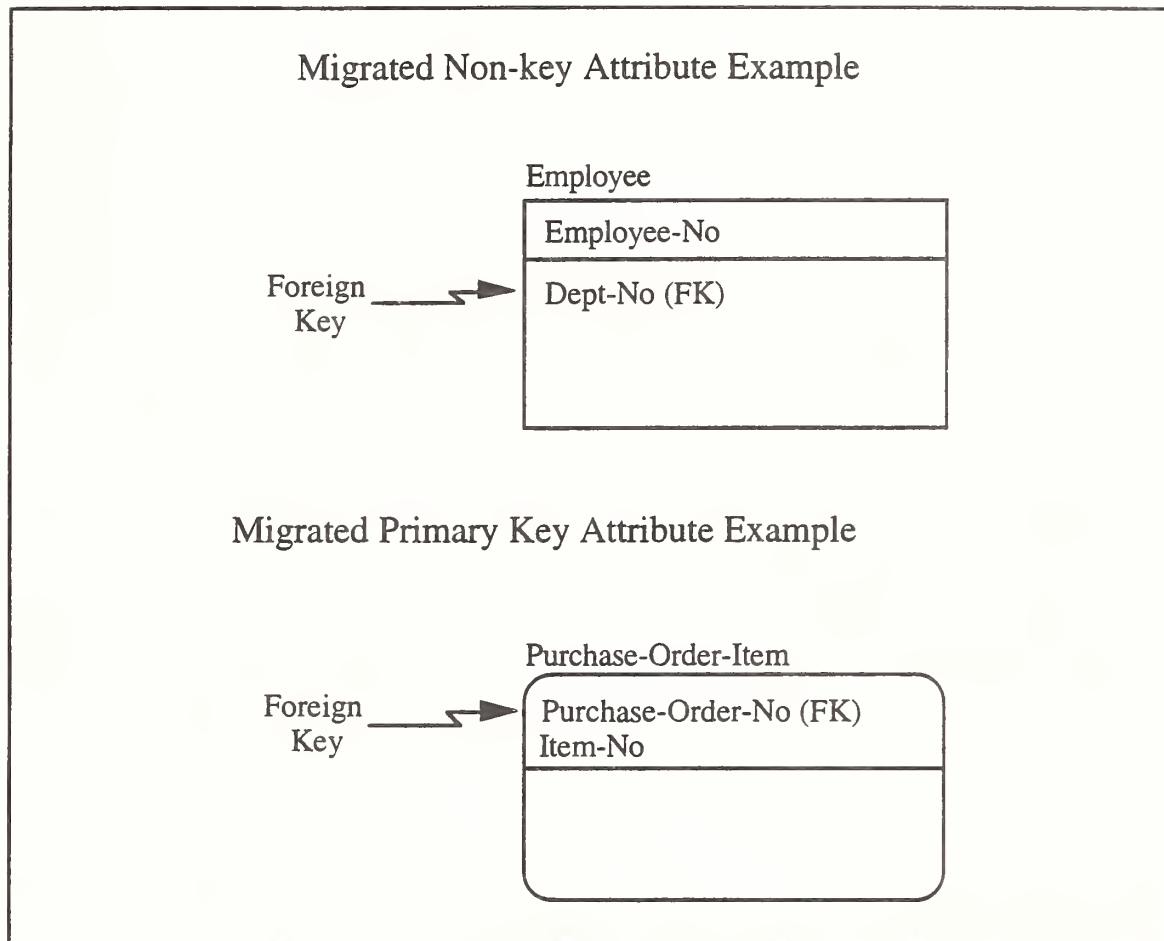 Migrated Non-key Attribute Example
Employee
Employee-No
Foreign
Key
Dept-No (FK)
Migrated Primary Key Attribute Example
Purchase-Order-Item
Foreign
Key
Purchase-Order-No (FK)
Item-No